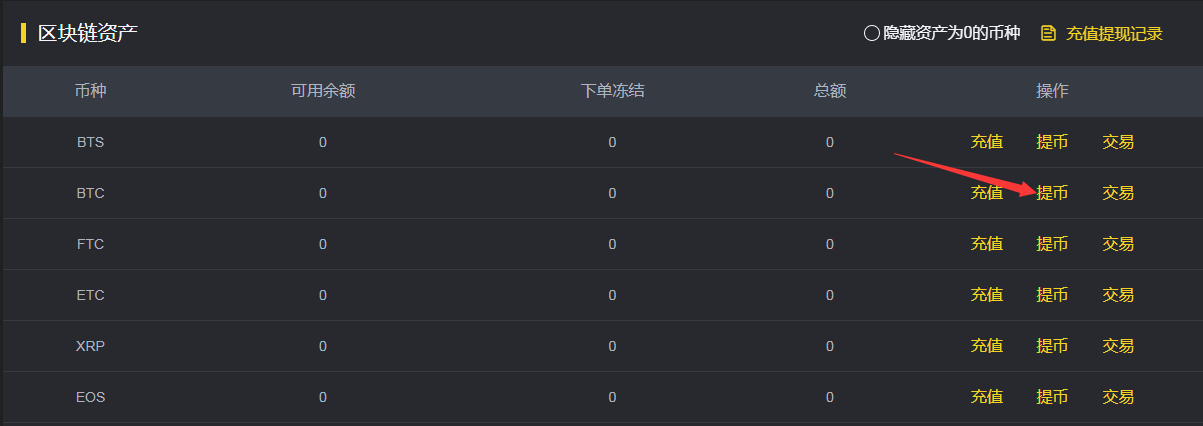 区块链资产 隐藏资产为0的币种 充值提现记录
币种 可用余额 下单冻结 总额 操作
BTS 0 0 0 充值 提币 交易
BTC 0 0 0 充值 提币 交易
FTC 0 0 0 充值 提币 交易
ETC 0 0 0 充值 提币 交易
XRP 0 0 0 充值 提币 交易
EOS 0 0 0 充值 提币 交易